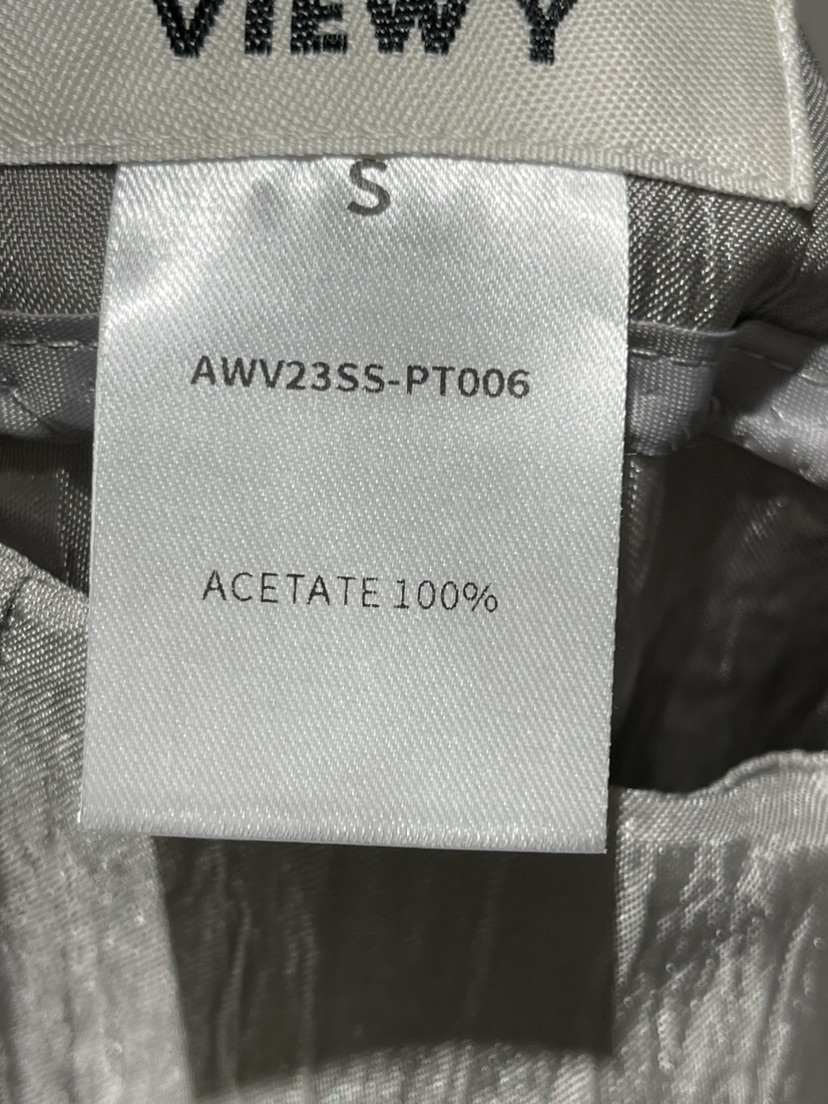 VIEWY
S
AWV23SS-PT006
ACETATE 100%